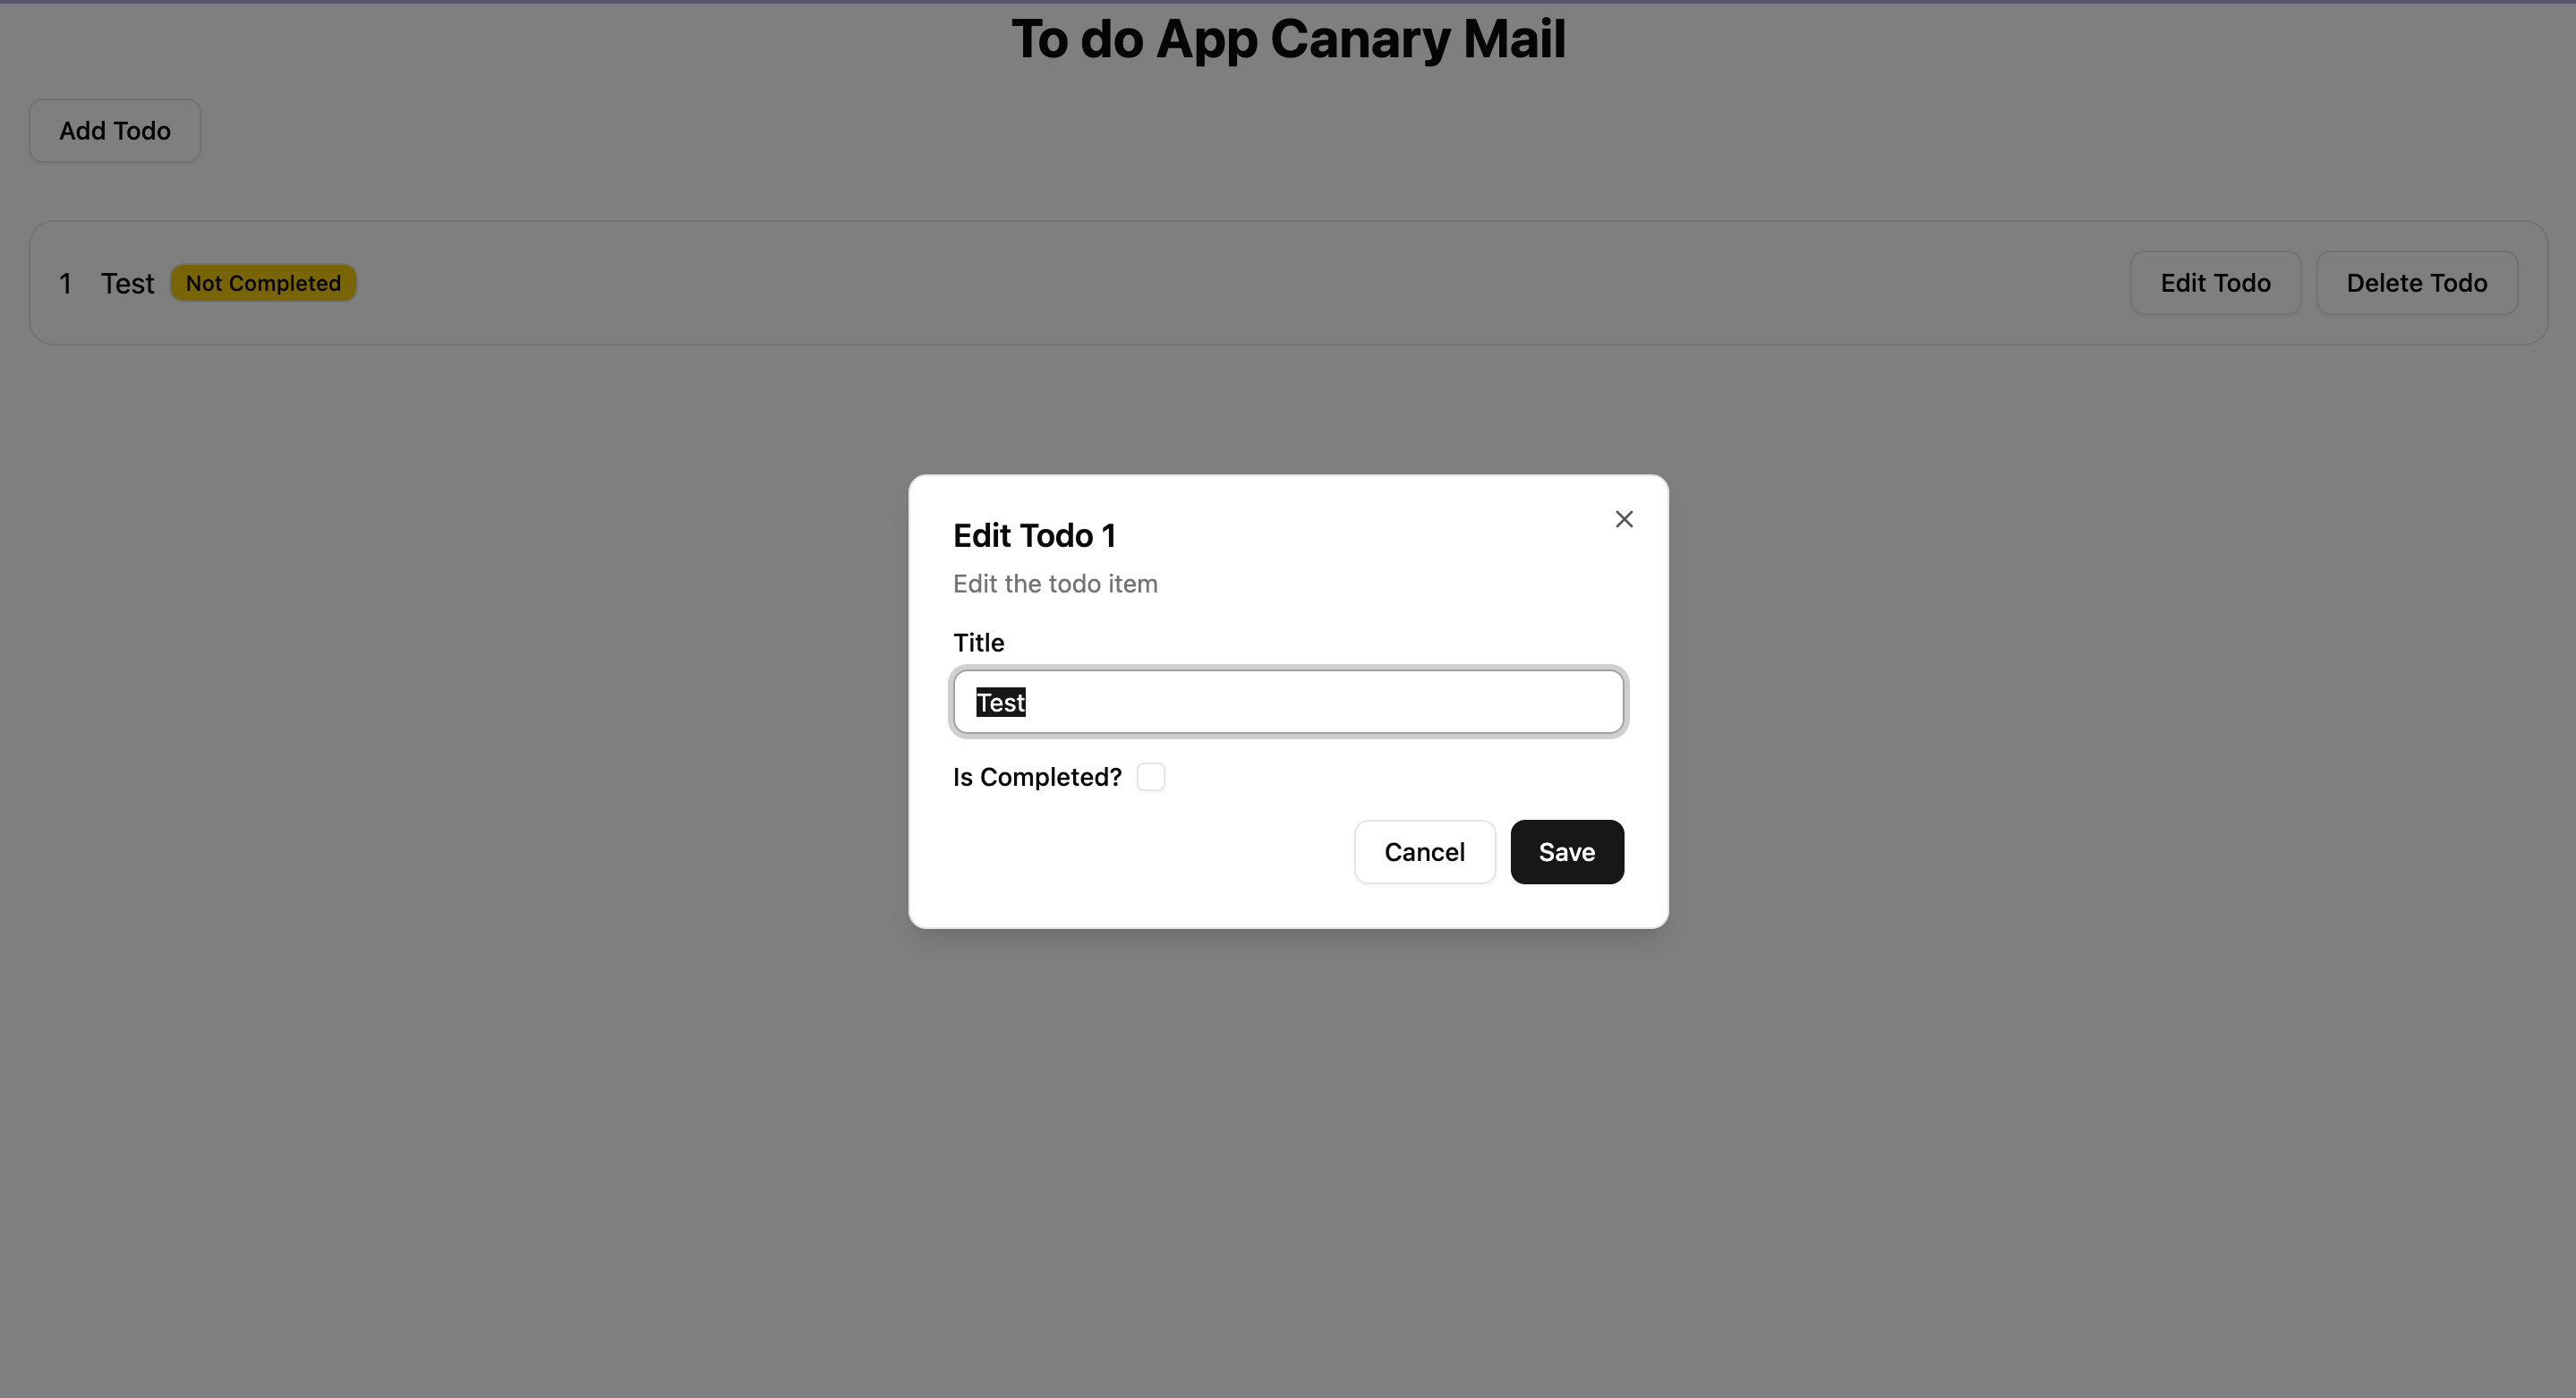 To do App Canary Mail
Add Todo
1 Test Not Completed Edit Todo Delete Todo
Edit Todo 1
Edit the todo item
Title
Test
Is Completed?
Cancel Save